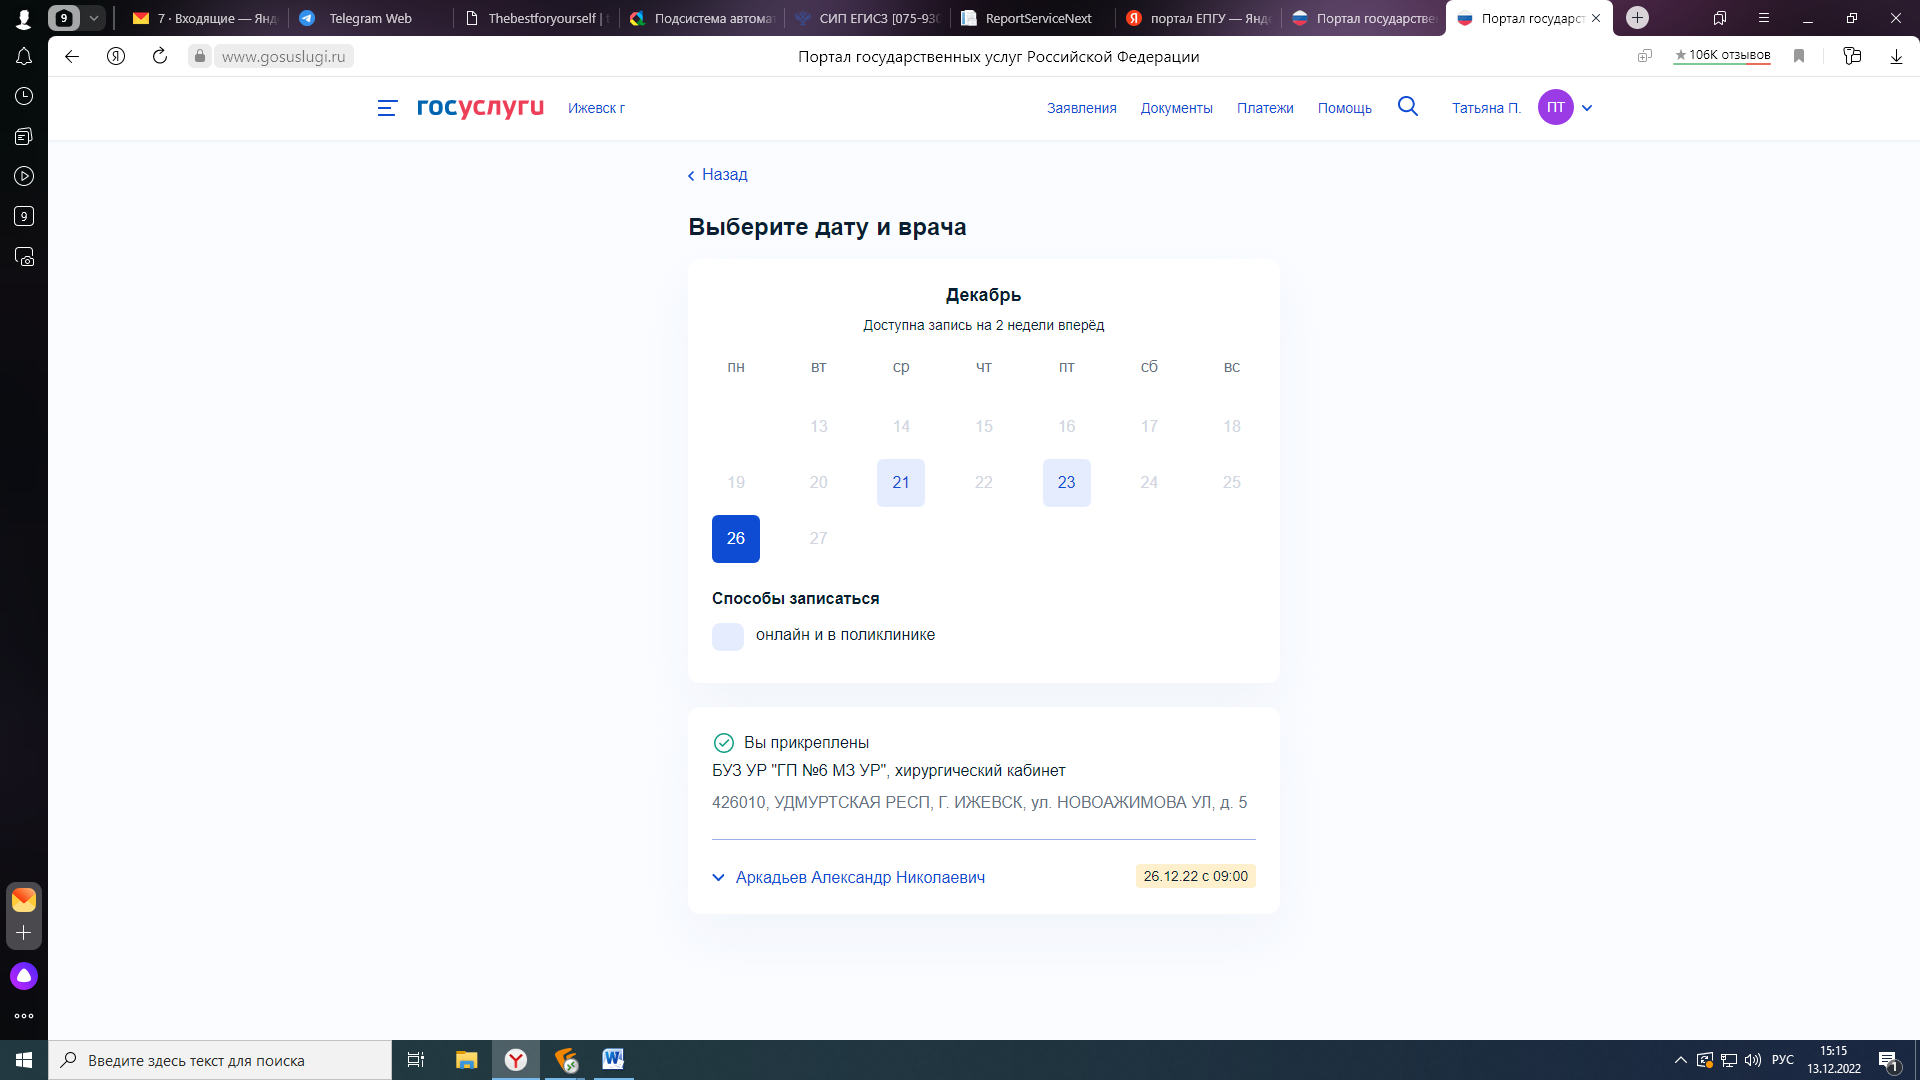 9
7 · Входящие — Янд
Telegram Web
Thebestforyourself | t
Подсистема автомат
СИП ЕГИСЗ [075-930
ReportServiceNext
портал ЕПГУ — Янде
Портал государстве
Портал государст
www.gosuslugi.ru
Портал государственных услуг Российской Федерации
★106K отзывов
госуслуги
Ижевск г
Заявления
Документы
Платежи
Помощь
Татьяна П.
ПТ
9
Назад
Выберите дату и врача
Декабрь
Доступна запись на 2 недели вперёд
пн вт ср чт пт сб вс
13 14 15 16 17 18
19 20 21 22 23 24 25
26 27
Способы записаться
онлайн и в поликлинике
Вы прикреплены
БУЗ УР "ГП №6 МЗ УР", хирургический кабинет
426010, УДМУРТСКАЯ РЕСП, Г. ИЖЕВСК, ул. НОВОАЖИМОВА УЛ, д. 5
Аркадьев Александр Николаевич
26.12.22 с 09:00
Введите здесь текст для поиска
РУС
15:15
13.12.2022
1